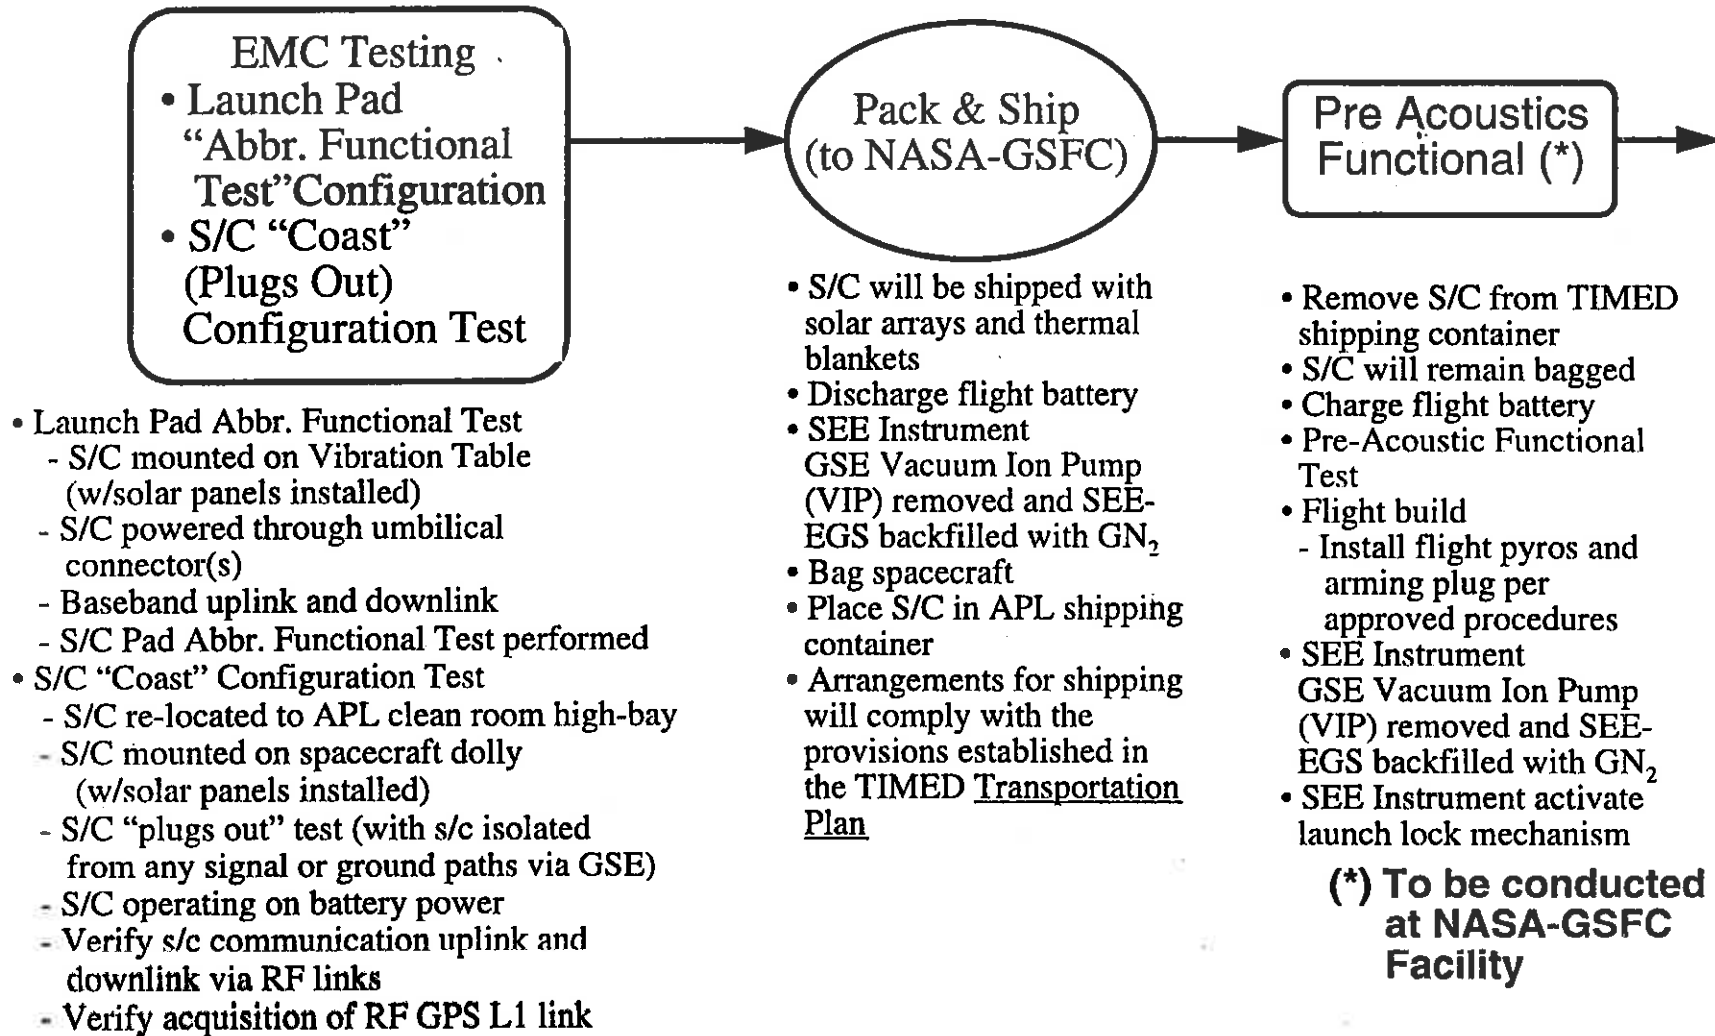 EMC Testing
• Launch Pad
“Abbr. Functional
Test”Configuration
• S/C “Coast”
(Plugs Out)
Configuration Test
• Launch Pad Abbr. Functional Test
- S/C mounted on Vibration Table
(w/solar panels installed)
- S/C powered through umbilical
connector(s)
- Baseband uplink and downlink
- S/C Pad Abbr. Functional Test performed
• S/C “Coast” Configuration Test
- S/C re-located to APL clean room high-bay
- S/C mounted on spacecraft dolly
(w/solar panels installed)
- S/C “plugs out” test (with s/c isolated
from any signal or ground paths via GSE)
- S/C operating on battery power
- Verify s/c communication uplink and
downlink via RF links
- Verify acquisition of RF GPS L1 link
Pack & Ship
(to NASA-GSFC)
• S/C will be shipped with
solar arrays and thermal
blankets
• Discharge flight battery
• SEE Instrument
GSE Vacuum Ion Pump
(VIP) removed and SEE-
EGS backfilled with GN₂
• Bag spacecraft
• Place S/C in APL shipping
container
• Arrangements for shipping
will comply with the
provisions established in
the TIMED Transportation
Plan
Pre Acoustics
Functional (*)
• Remove S/C from TIMED
shipping container
• S/C will remain bagged
• Charge flight battery
• Pre-Acoustic Functional
Test
• Flight build
- Install flight pyros and
arming plug per
approved procedures
• SEE Instrument
GSE Vacuum Ion Pump
(VIP) removed and SEE-
EGS backfilled with GN₂
• SEE Instrument activate
launch lock mechanism
(*) To be conducted
at NASA-GSFC
Facility